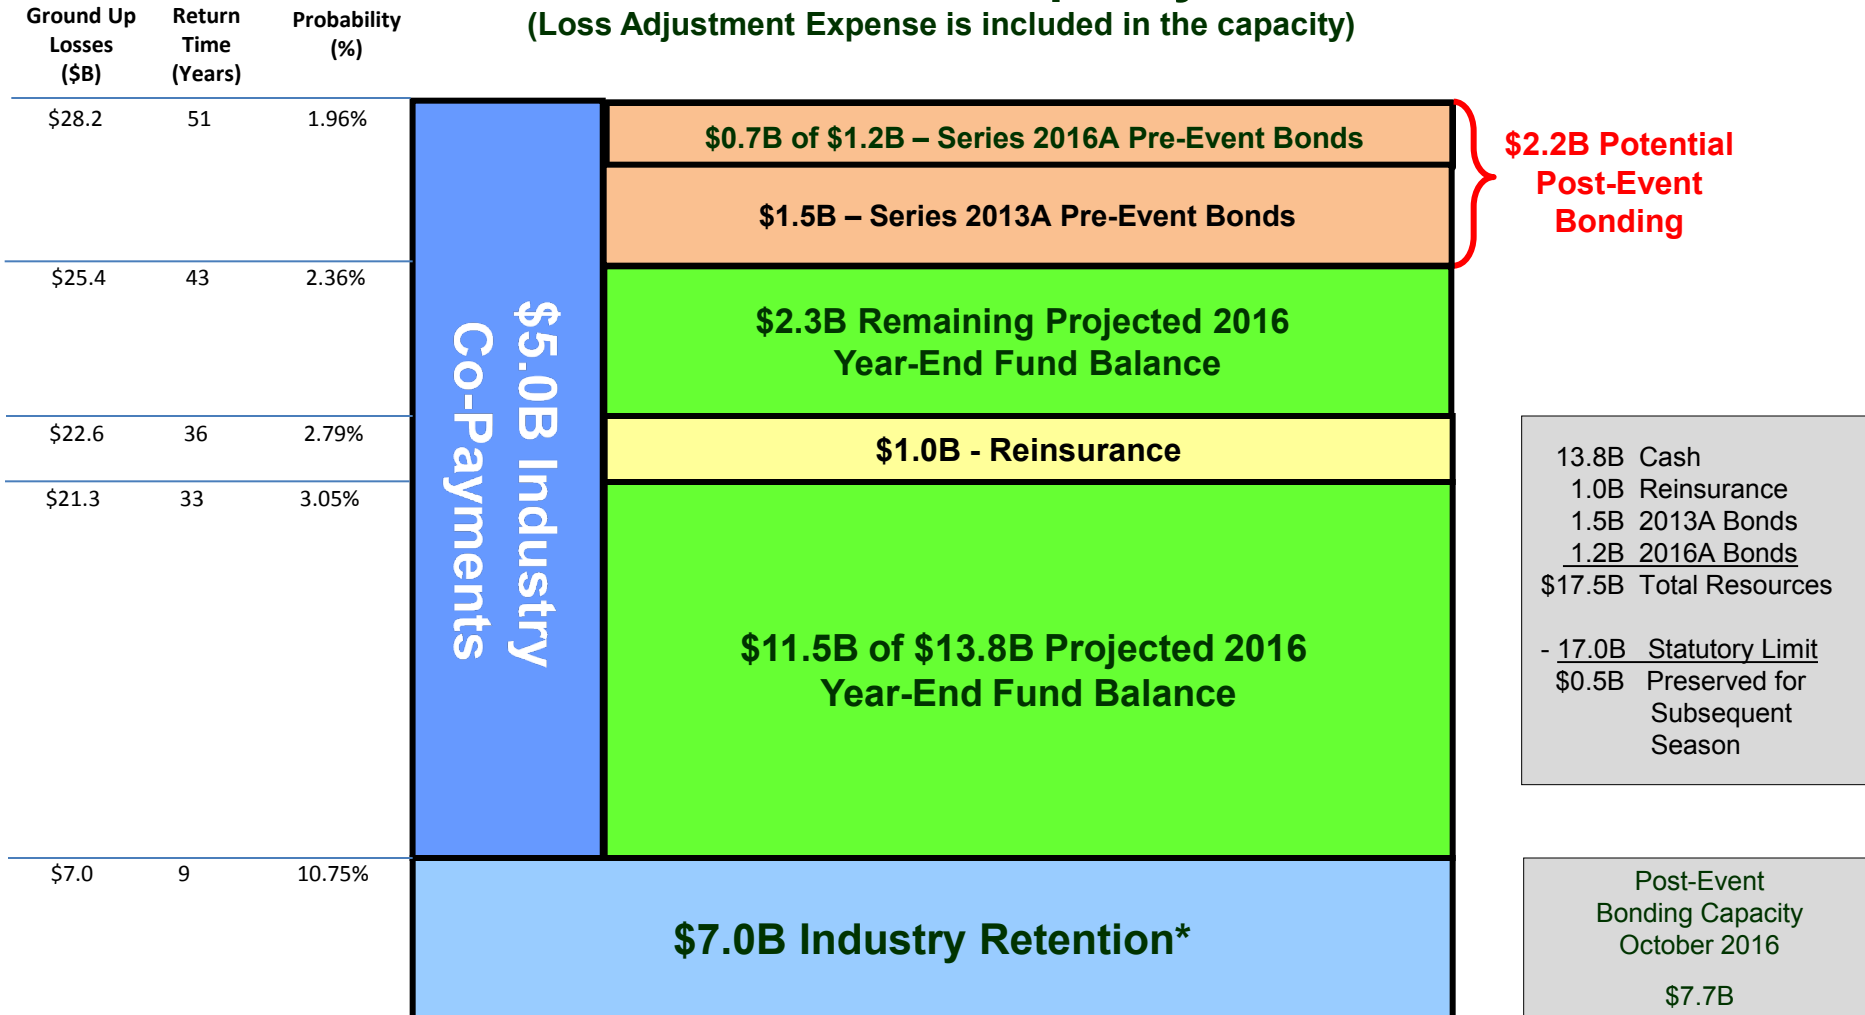 Ground Up
Losses
($B)
Return
Time
(Years)
Probability
(%)
(Loss Adjustment Expense is included in the capacity)
$28.2 51 1.96%
$0.7B of $1.2B – Series 2016A Pre-Event Bonds
$1.5B – Series 2013A Pre-Event Bonds
$2.2B Potential
Post-Event
Bonding
$25.4 43 2.36%
$2.3B Remaining Projected 2016
Year-End Fund Balance
$5.0B Industry
Co-Payments
$22.6 36 2.79%
$1.0B - Reinsurance
$21.3 33 3.05%
$11.5B of $13.8B Projected 2016
Year-End Fund Balance
13.8B Cash
1.0B Reinsurance
1.5B 2013A Bonds
1.2B 2016A Bonds
$17.5B Total Resources
- 17.0B Statutory Limit
$0.5B Preserved for
Subsequent
Season
$7.0 9 10.75%
$7.0B Industry Retention*
Post-Event
Bonding Capacity
October 2016
$7.7B